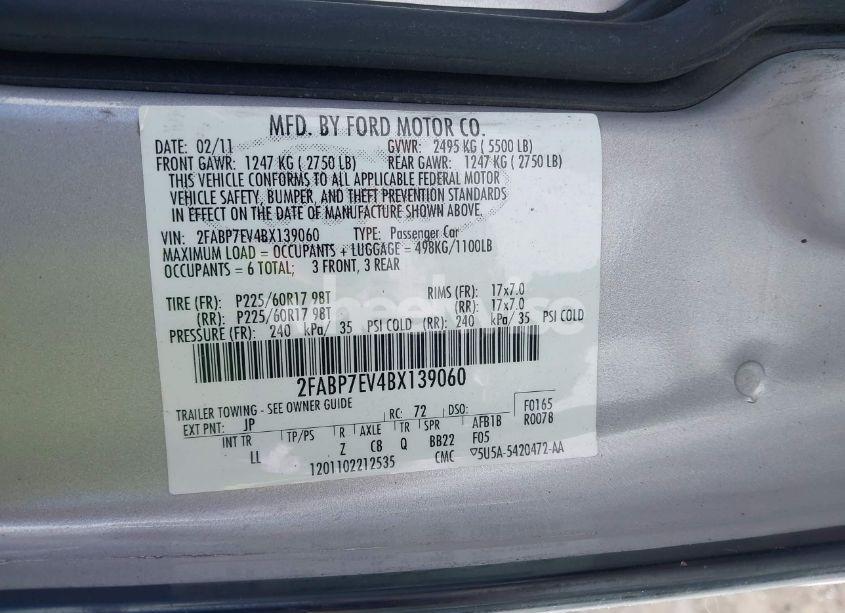 MFD. BY FORD MOTOR CO.
DATE: 02/11 GVWR: 2495 KG ( 5500 LB)
FRONT GAWR: 1247 KG ( 2750 LB) REAR GAWR: 1247 KG ( 2750 LB)
THIS VEHICLE CONFORMS TO ALL APPLICABLE FEDERAL MOTOR
VEHICLE SAFETY, BUMPER, AND THEFT PREVENTION STANDARDS
IN EFFECT ON THE DATE OF MANUFACTURE SHOWN ABOVE.
VIN: 2FABP7EV4BX139060 TYPE: Passenger Car
MAXIMUM LOAD = OCCUPANTS + LUGGAGE = 498KG/1100LB
OCCUPANTS = 6 TOTAL; 3 FRONT, 3 REAR
TIRE (FR): P225/60R17 98T RIMS (FR): 17x7.0
(RR): P225/60R17 98T (RR): 17x7.0
PRESSURE (FR): 240 kPa/ 35 PSI COLD (RR): 240 kPa/ 35 PSI COLD
wheelwise
2FABP7EV4BX139060
TRAILER TOWING - SEE OWNER GUIDE
EXT PNT: JP RC: 72 DSO: F0165
INT TR TP/PS R AXLE TR SPR AFB1B R0078
LL Z C8 Q BB22 F05
1201102212535 CMC ▽5U5A-5420472-AA